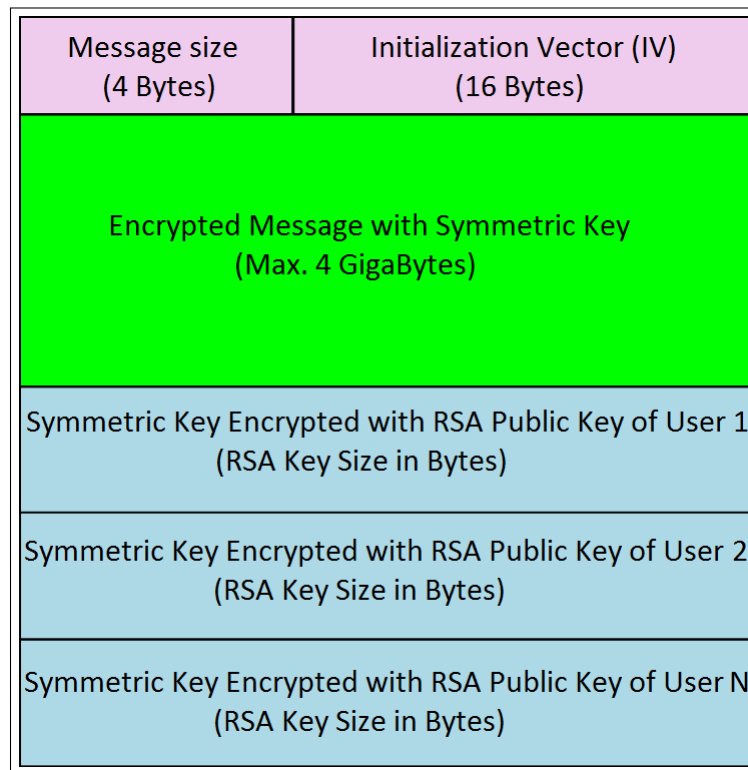 Message size
(4 Bytes)
Initialization Vector (IV)
(16 Bytes)
Encrypted Message with Symmetric Key
(Max. 4 GigaBytes)
Symmetric Key Encrypted with RSA Public Key of User 1
(RSA Key Size in Bytes)
Symmetric Key Encrypted with RSA Public Key of User 2
(RSA Key Size in Bytes)
Symmetric Key Encrypted with RSA Public Key of User N
(RSA Key Size in Bytes)